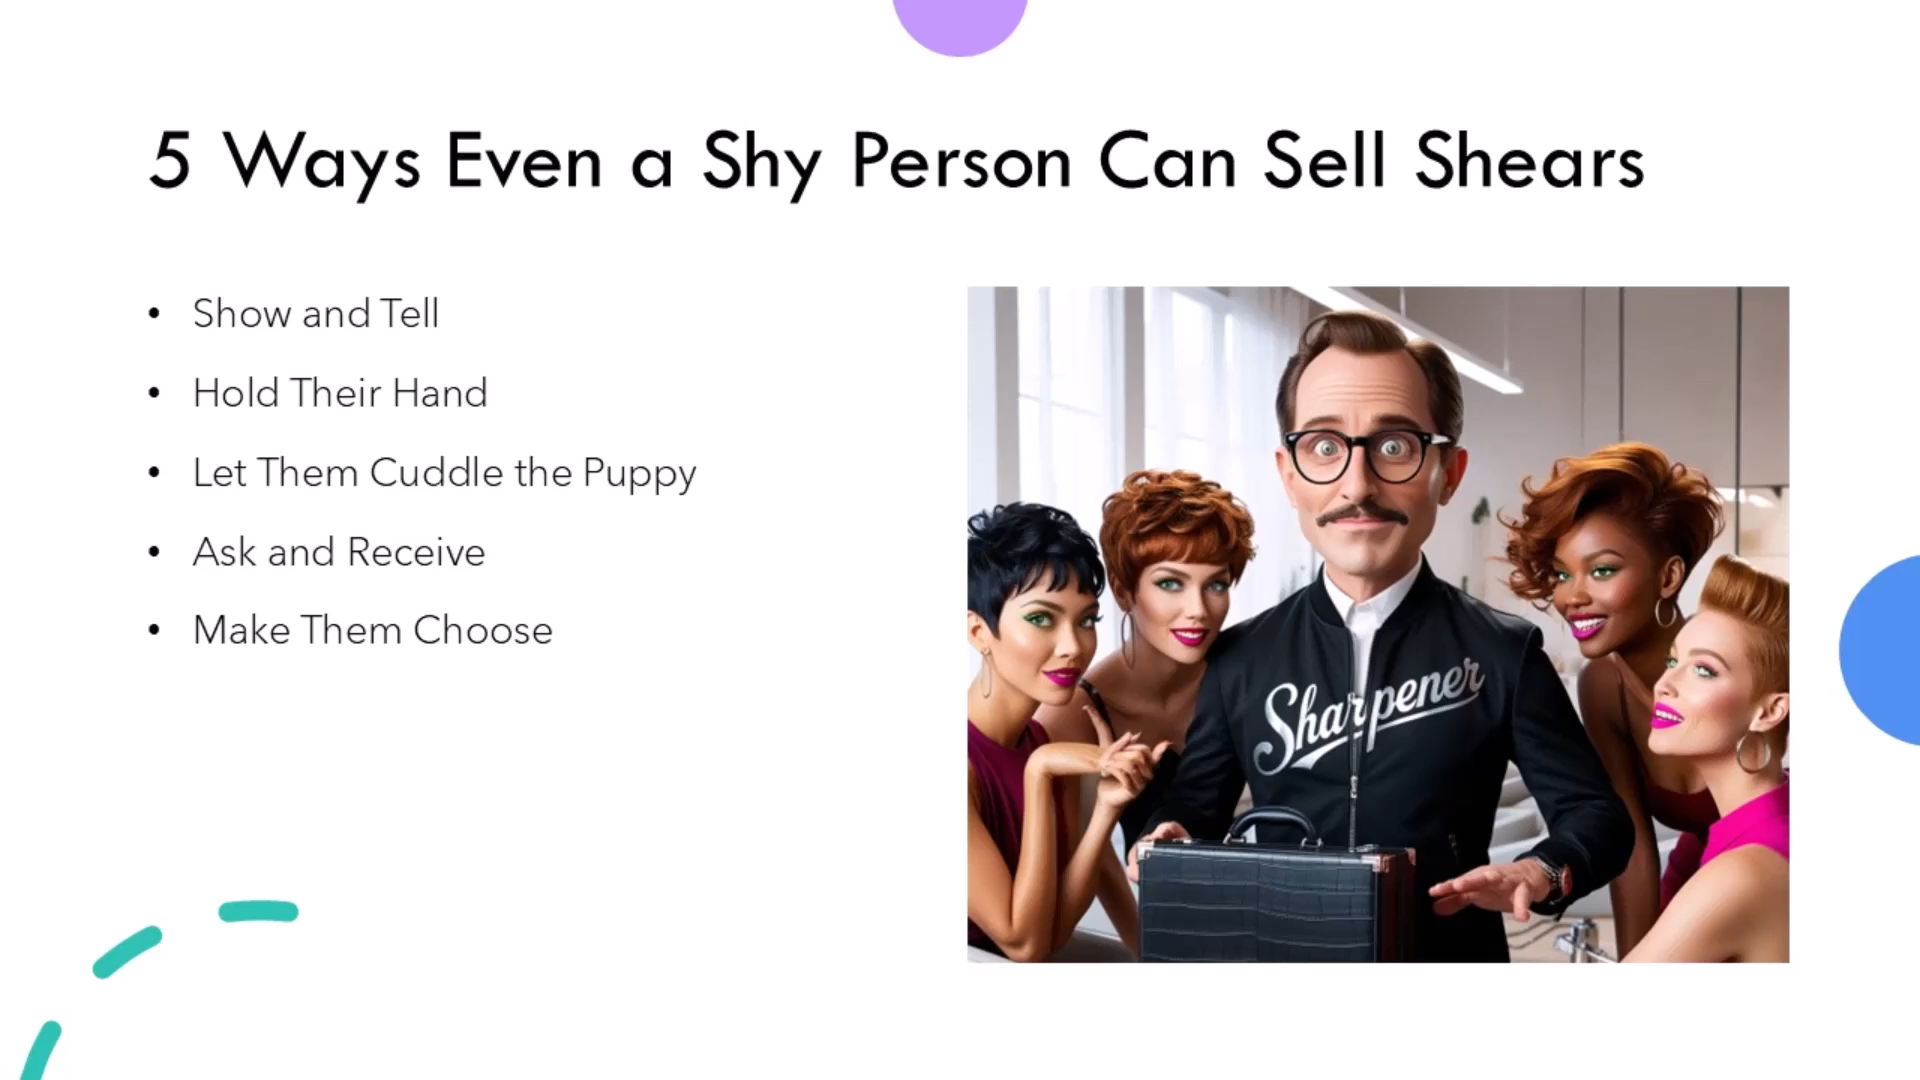 5 Ways Even a Shy Person Can Sell Shears
• Show and Tell
• Hold Their Hand
• Let Them Cuddle the Puppy
• Ask and Receive
• Make Them Choose
Sharpener